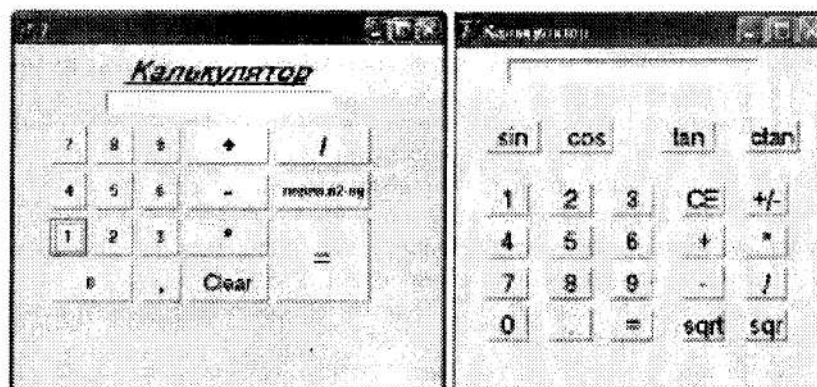 Калькулятор
7 8 9 + /
4 5 6 -
1 2 3 * =
0 , Clear
Калькулятор
sin cos tan ctan
1 2 3 CE +/-
4 5 6 + *
7 8 9 - /
0 . = sqrt sqr